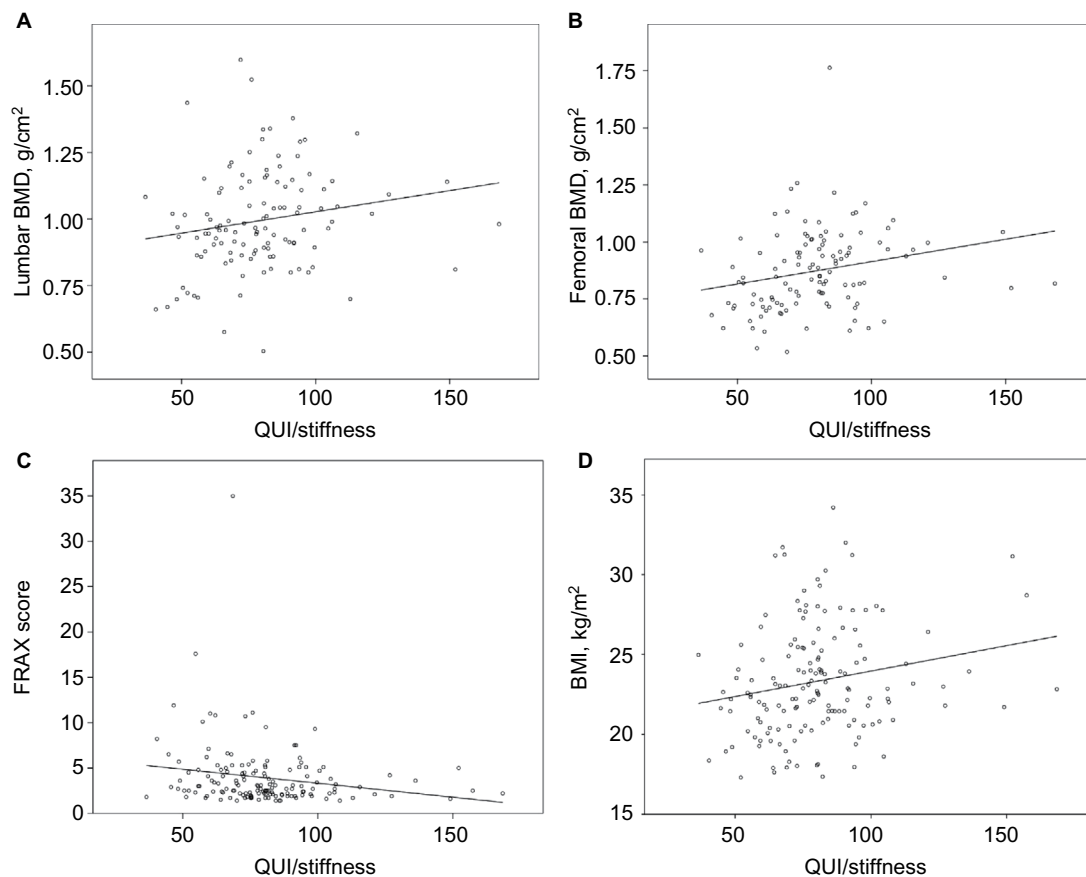 A
Lumbar BMD, g/cm²
1.50
1.25
1.00
0.75
0.50
50 100 150
QUI/stiffness
B
Femoral BMD, g/cm²
1.75
1.50
1.25
1.00
0.75
0.50
50 100 150
QUI/stiffness
C
FRAX score
35
30
25
20
15
10
5
0
50 100 150
QUI/stiffness
D
BMI, kg/m²
35
30
25
20
15
50 100 150
QUI/stiffness